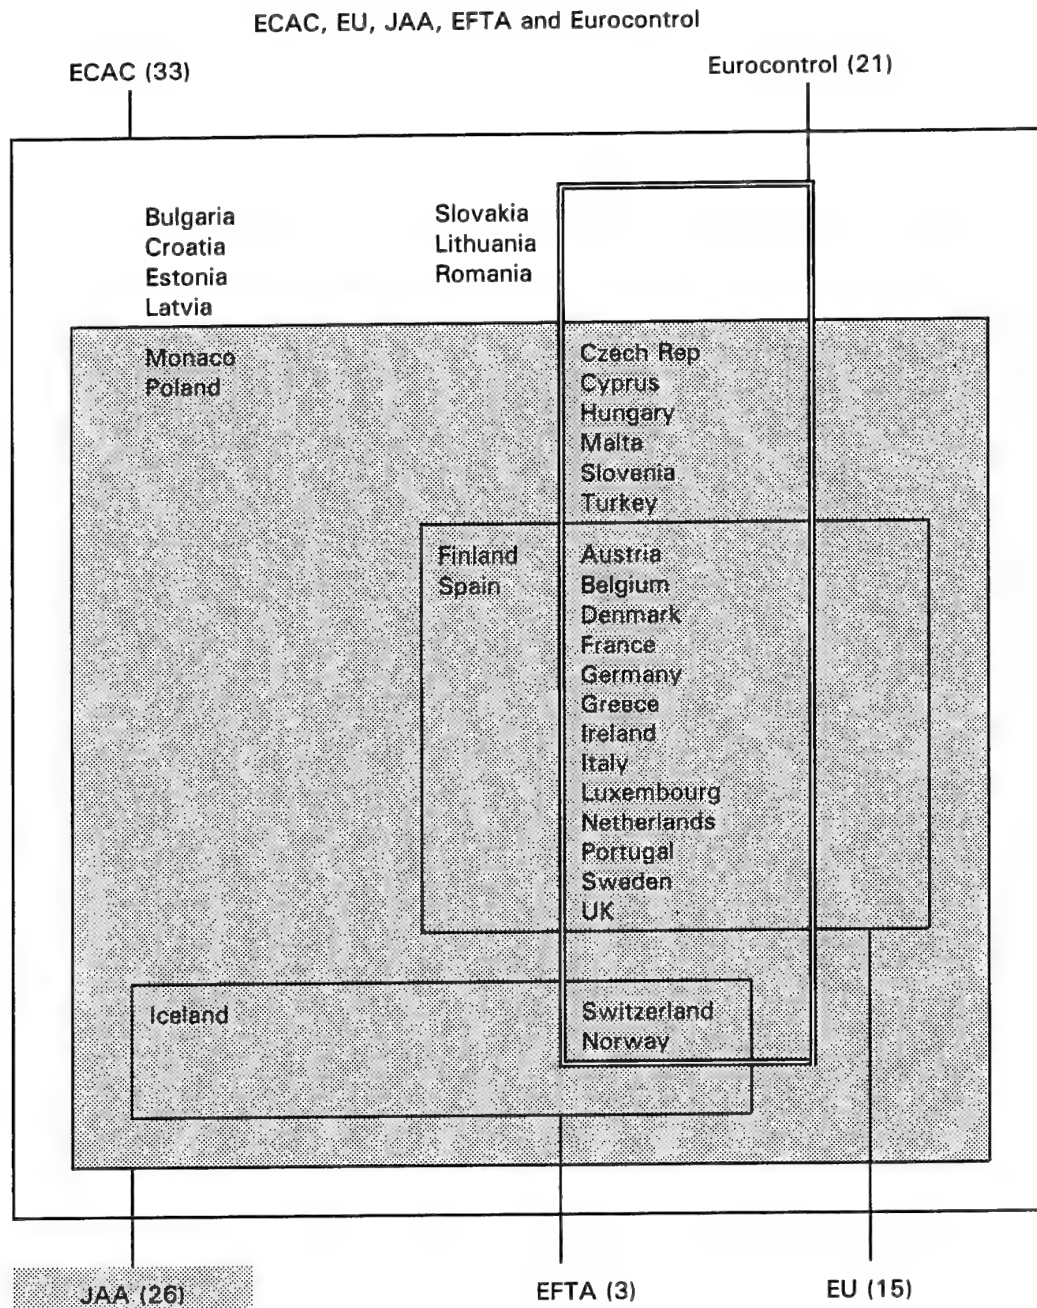 ECAC, EU, JAA, EFTA and Eurocontrol
ECAC (33)
Eurocontrol (21)
Bulgaria
Croatia
Estonia
Latvia
Slovakia
Lithuania
Romania
Monaco
Poland
Czech Rep
Cyprus
Hungary
Malta
Slovenia
Turkey
Finland
Spain
Austria
Belgium
Denmark
France
Germany
Greece
Ireland
Italy
Luxembourg
Netherlands
Portugal
Sweden
UK
Iceland
Switzerland
Norway
JAA (26)
EFTA (3)
EU (15)